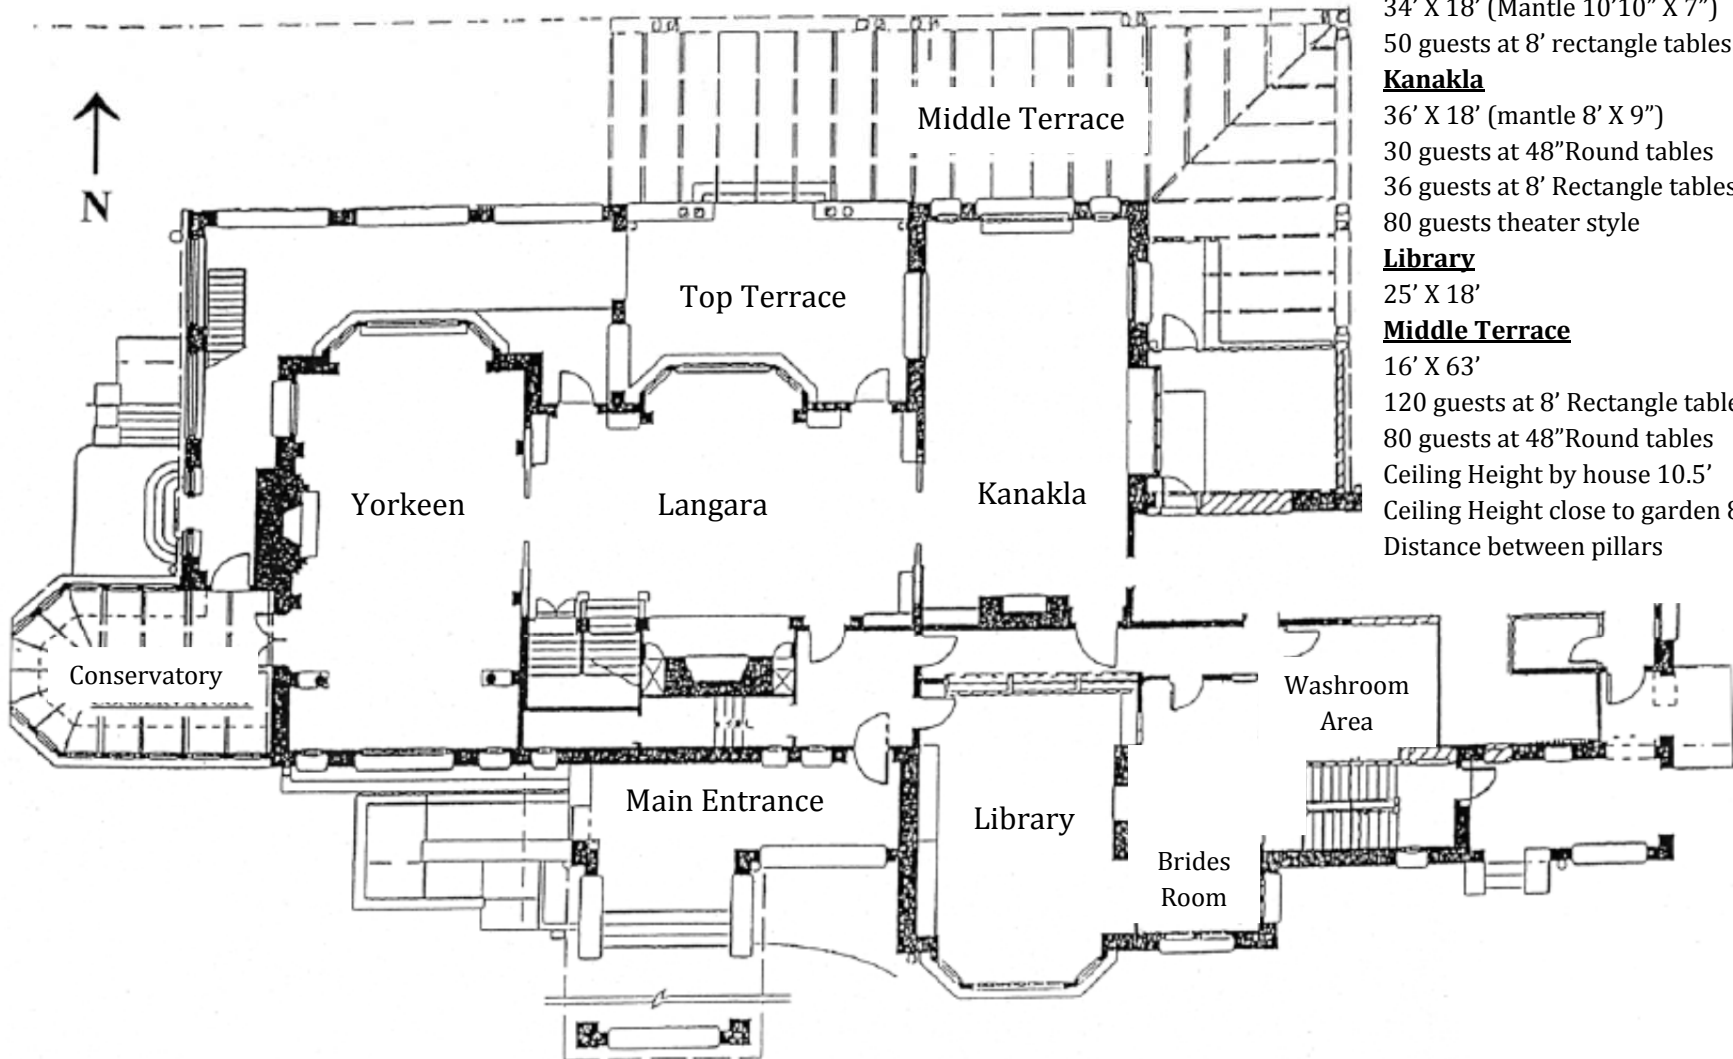 34’ X 18’ (Mantle 10’10” X 7”)
50 guests at 8’ rectangle tables
Kanakla
36’ X 18’ (mantle 8’ X 9”)
30 guests at 48”Round tables
36 guests at 8’ Rectangle tables
80 guests theater style
Library
25’ X 18’
Middle Terrace
16’ X 63’
120 guests at 8’ Rectangle table
80 guests at 48”Round tables
Ceiling Height by house 10.5’
Ceiling Height close to garden 8
Distance between pillars
Middle Terrace
N
Top Terrace
Yorkeen
Langara
Kanakla
Conservatory
Washroom
Area
Main Entrance
Library
Brides
Room